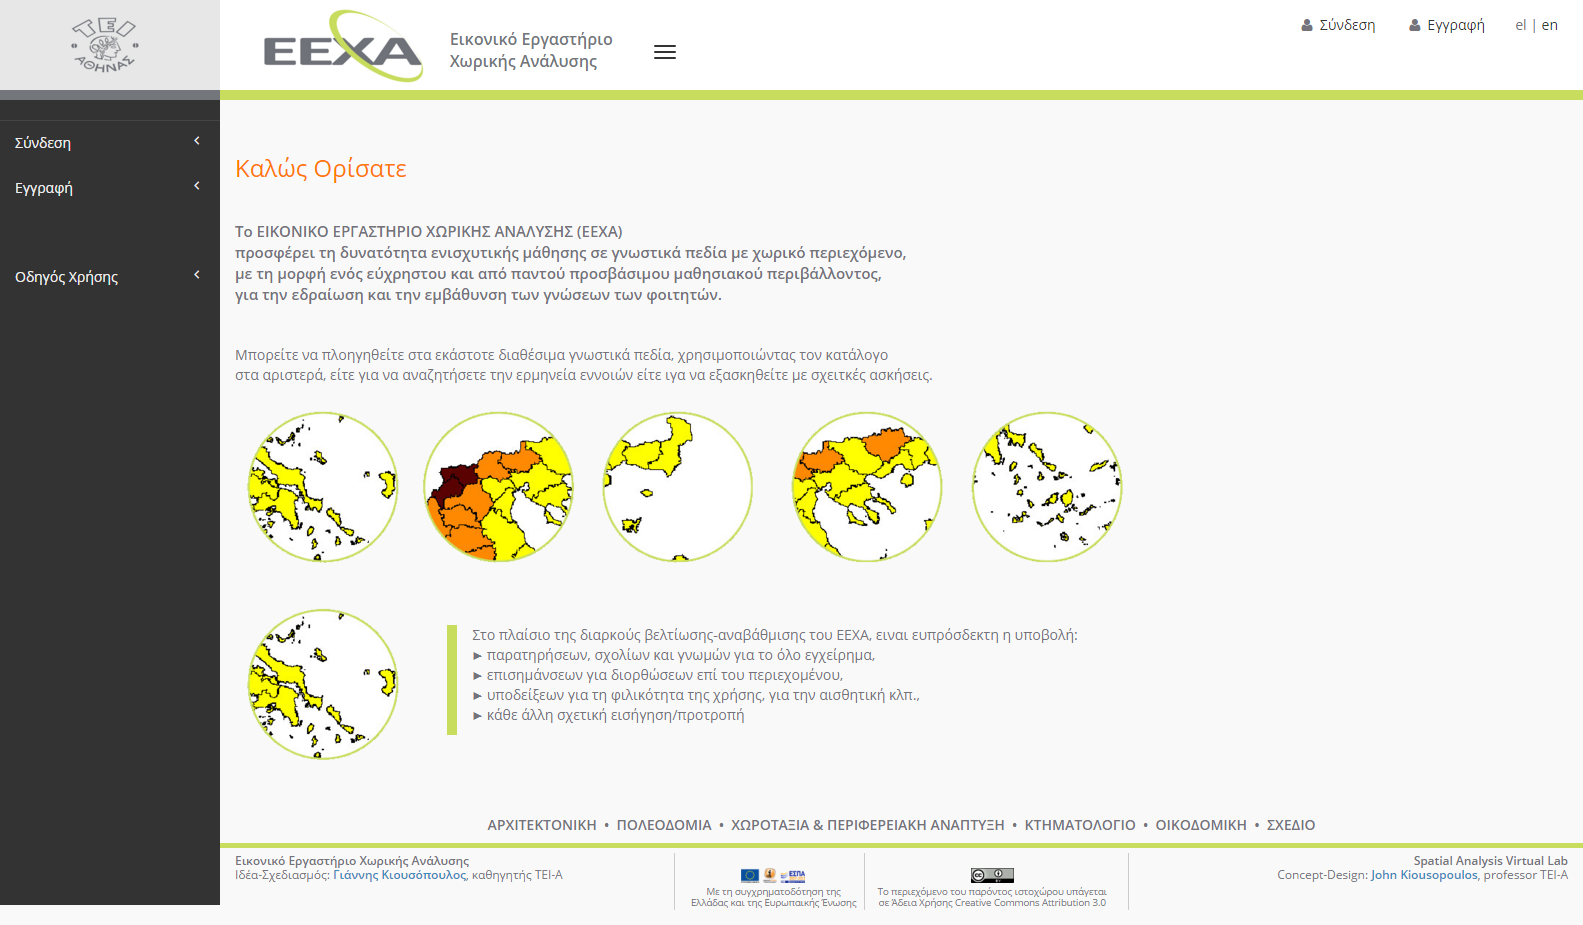 ΤΕΙ
ΑΘΗΝΑΣ
EEXA
Εικονικό Εργαστήριο
Χωρικής Ανάλυσης
Σύνδεση
Εγγραφή
el | en
Σύνδεση
Εγγραφή
Οδηγός Χρήσης
Καλώς Ορίσατε
Το ΕΙΚΟΝΙΚΟ ΕΡΓΑΣΤΗΡΙΟ ΧΩΡΙΚΗΣ ΑΝΑΛΥΣΗΣ (ΕΕΧΑ)
προσφέρει τη δυνατότητα ενισχυτικής μάθησης σε γνωστικά πεδία με χωρικό περιεχόμενο,
με τη μορφή ενός εύχρηστου και από παντού προσβάσιμου μαθησιακού περιβάλλοντος,
για την εδραίωση και την εμβάθυνση των γνώσεων των φοιτητών.
Μπορείτε να πλοηγηθείτε στα εκάστοτε διαθέσιμα γνωστικά πεδία, χρησιμοποιώντας τον κατάλογο
στα αριστερά, είτε για να αναζητήσετε την ερμηνεία εννοιών είτε ιγα να εξασκηθείτε με σχειτκές ασκήσεις.
Στο πλαίσιο της διαρκούς βελτίωσης-αναβάθμισης του ΕΕΧΑ, ειναι ευπρόσδεκτη η υποβολή:
► παρατηρήσεων, σχολίων και γνωμών για το όλο εγχείρημα,
► επισημάνσεων για διορθώσεων επί του περιεχομένου,
► υποδείξεων για τη φιλικότητα της χρήσης, για την αισθητική κλπ.,
► κάθε άλλη σχετική εισήγηση/προτροπή
ΑΡΧΙΤΕΚΤΟΝΙΚΗ • ΠΟΛΕΟΔΟΜΙΑ • ΧΩΡΟΤΑΞΙΑ & ΠΕΡΙΦΕΡΕΙΑΚΗ ΑΝΑΠΤΥΞΗ • ΚΤΗΜΑΤΟΛΟΓΙΟ • ΟΙΚΟΔΟΜΙΚΗ • ΣΧΕΔΙΟ
Εικονικό Εργαστήριο Χωρικής Ανάλυσης
Ιδέα-Σχεδιασμός: Γιάννης Κιουσόπουλος, καθηγητής ΤΕΙ-Α
ΕΣΠΑ
Με τη συγχρηματοδότηση της
Ελλάδας και της Ευρωπαικής Ένωσης
cc
BY
Το περιεχόμενο του παρόντος ιστοχώρου υπάγεται
σε Άδεια Χρήσης Creative Commons Attribution 3.0
Spatial Analysis Virtual Lab
Concept-Design: John Kiousopoulos, professor TEI-A